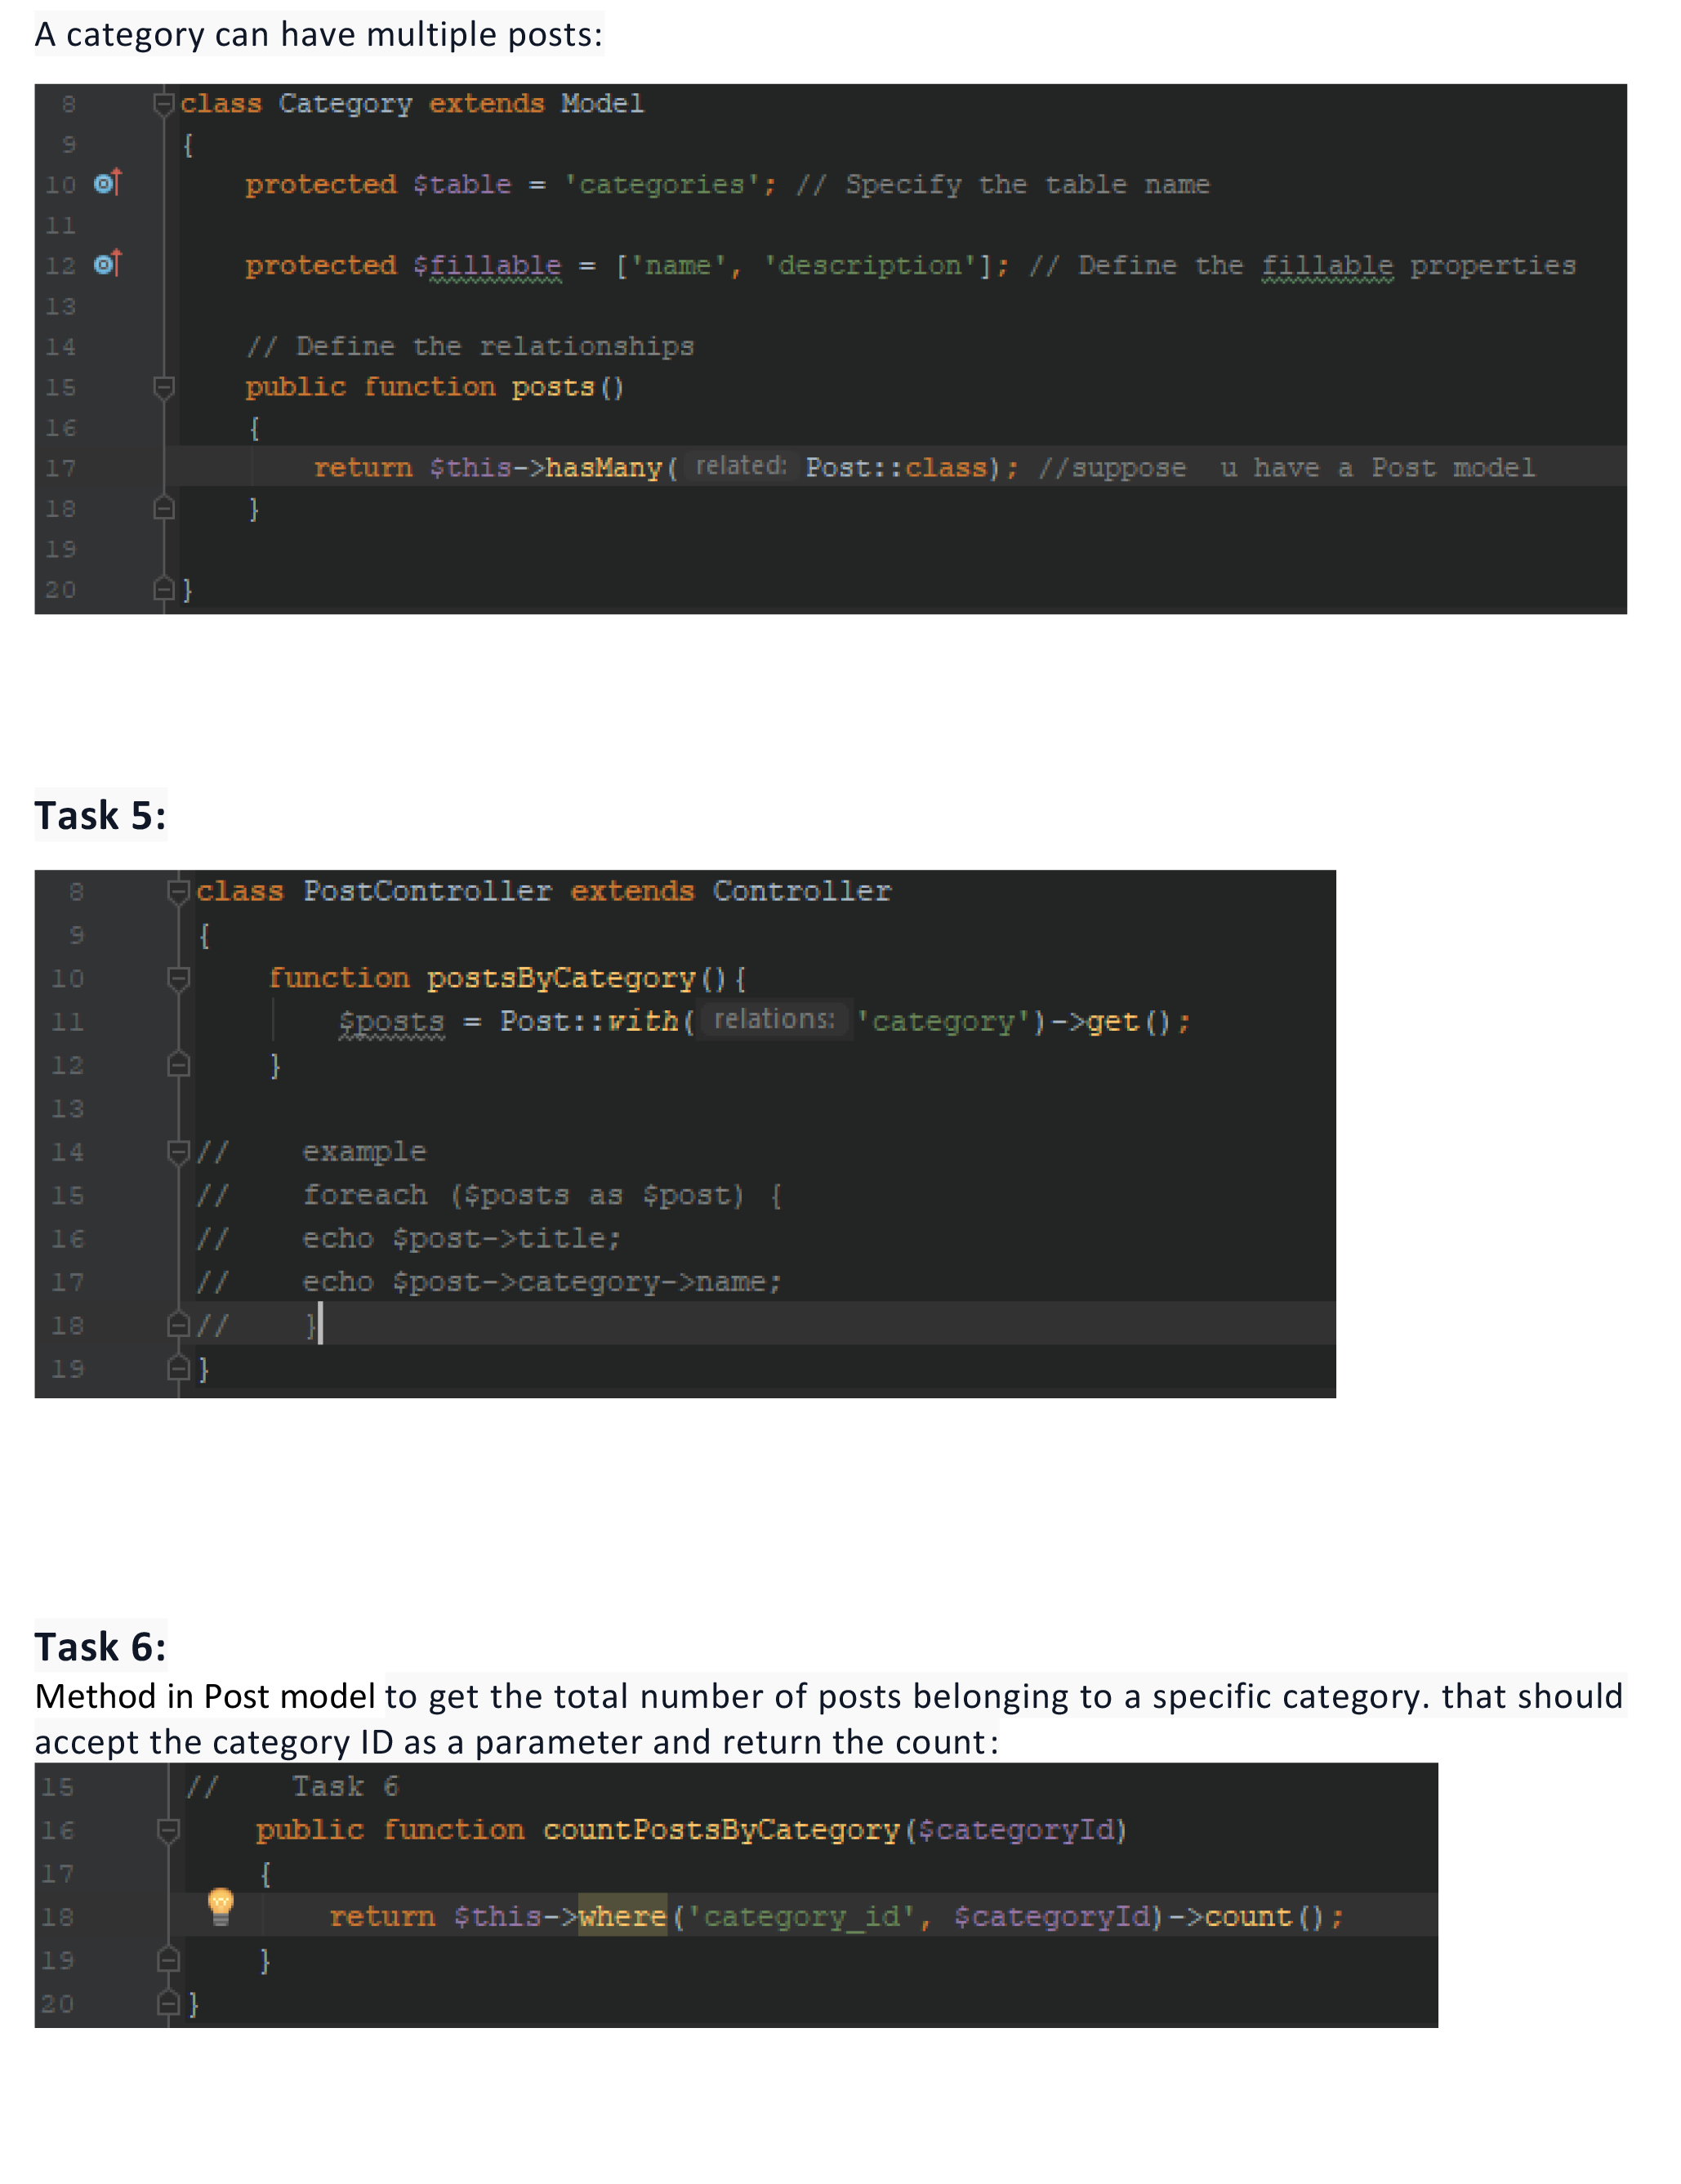 A category can have multiple posts:
8 class Category extends Model
9 {
10 protected $table = 'categories'; // Specify the table name
11
12 protected $fillable = ['name', 'description']; // Define the fillable properties
13
14 // Define the relationships
15 public function posts()
16 {
17 return $this->hasMany( related: Post::class); //suppose  u have a Post model
18 }
19
20 }
Task 5:
8 class PostController extends Controller
9 {
10 function postsByCategory(){
11 $posts = Post::with( relations: 'category')->get();
12 }
13
14 // example
15 // foreach ($posts as $post) {
16 // echo $post->title;
17 // echo $post->category->name;
18 // }
19 }
Task 6:
Method in Post model to get the total number of posts belonging to a specific category. that should
accept the category ID as a parameter and return the count:
15 // Task 6
16 public function countPostsByCategory($categoryId)
17 {
18 return $this->where('category_id', $categoryId)->count();
19 }
20 }